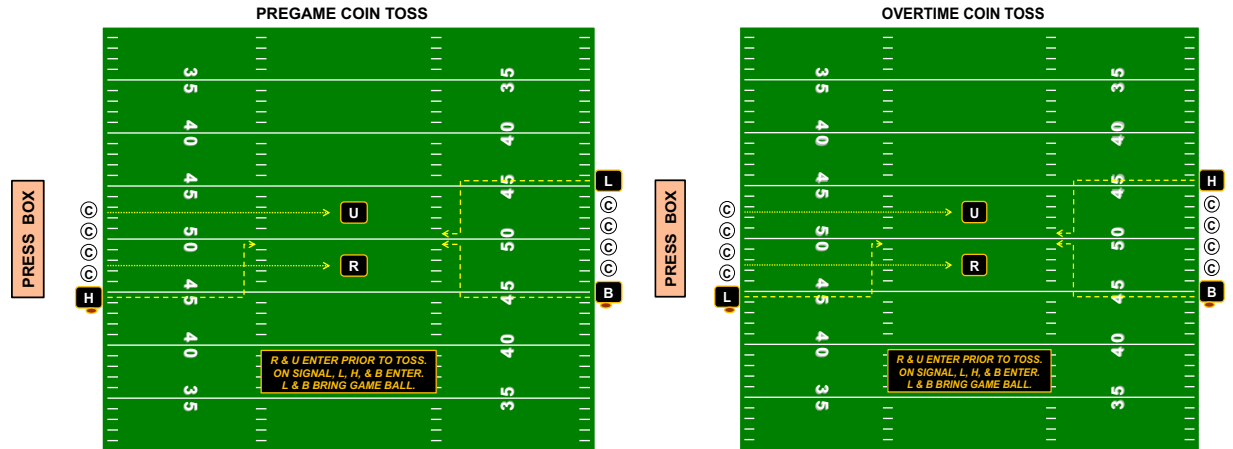 PREGAME COIN TOSS
35 35
40 40
L
45 45
PRESS BOX
C C
U
C C
50 50
C C
R
C C
H 45 45 B
40 40
R & U ENTER PRIOR TO TOSS.
ON SIGNAL, L, H, & B ENTER.
L & B BRING GAME BALL.
35 35
OVERTIME COIN TOSS
35 35
40 40
H
45 45
PRESS BOX
C C
U
C C
50 50
C C
R
C C
L 45 45 B
40 40
R & U ENTER PRIOR TO TOSS.
ON SIGNAL, L, H, & B ENTER.
L & B BRING GAME BALL.
35 35